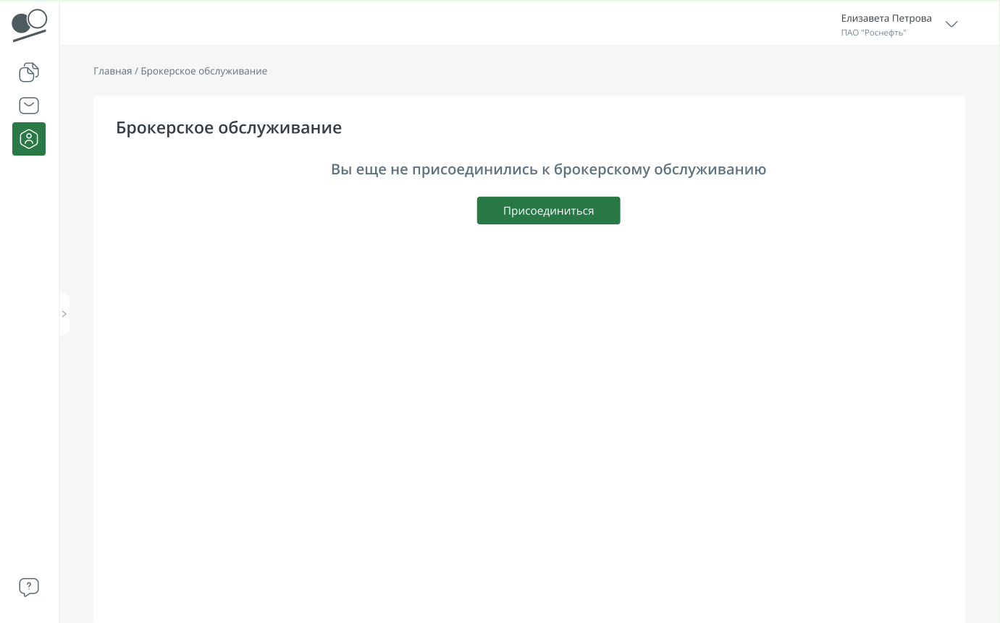 Елизавета Петрова
ПАО "Роснефть"
Главная / Брокерское обслуживание
Брокерское обслуживание
Вы еще не присоединились к брокерскому обслуживанию
Присоединиться
?